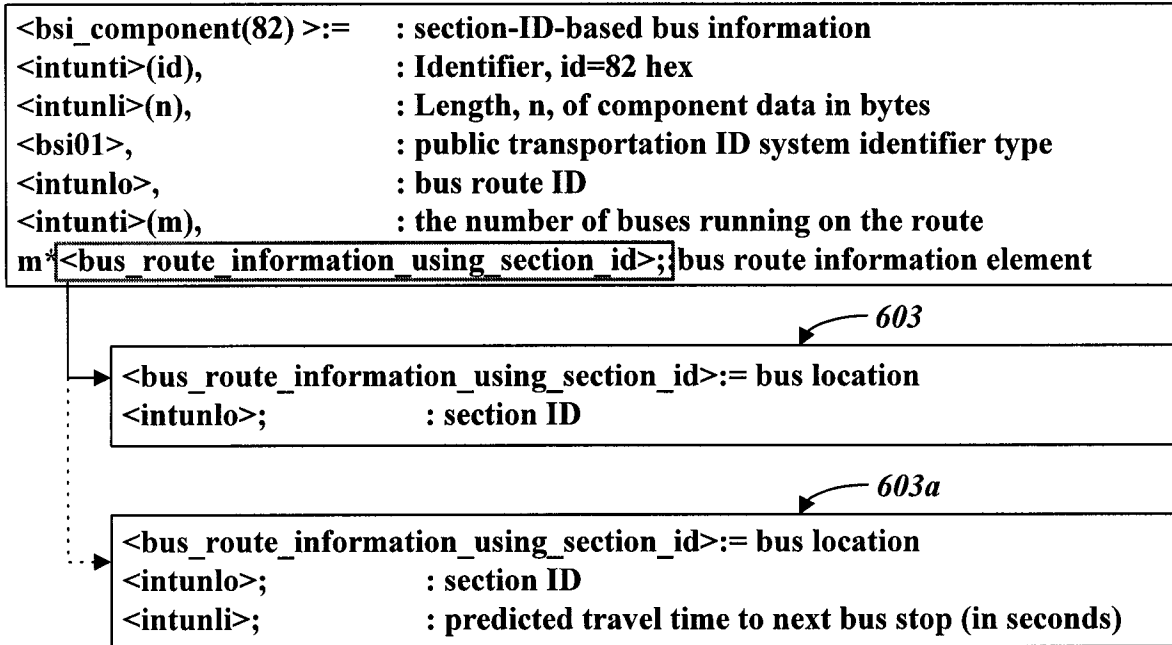 <bsi_component(82) >:= : section-ID-based bus information
<intunti>(id), : Identifier, id=82 hex
<intunli>(n), : Length, n, of component data in bytes
<bsi01>, : public transportation ID system identifier type
<intunlo>, : bus route ID
<intunti>(m), : the number of buses running on the route
m*<bus_route_information_using_section_id>;:bus route information element
603
<bus_route_information_using_section_id>:= bus location
<intunlo>; : section ID
603a
<bus_route_information_using_section_id>:= bus location
<intunlo>; : section ID
<intunli>; : predicted travel time to next bus stop (in seconds)